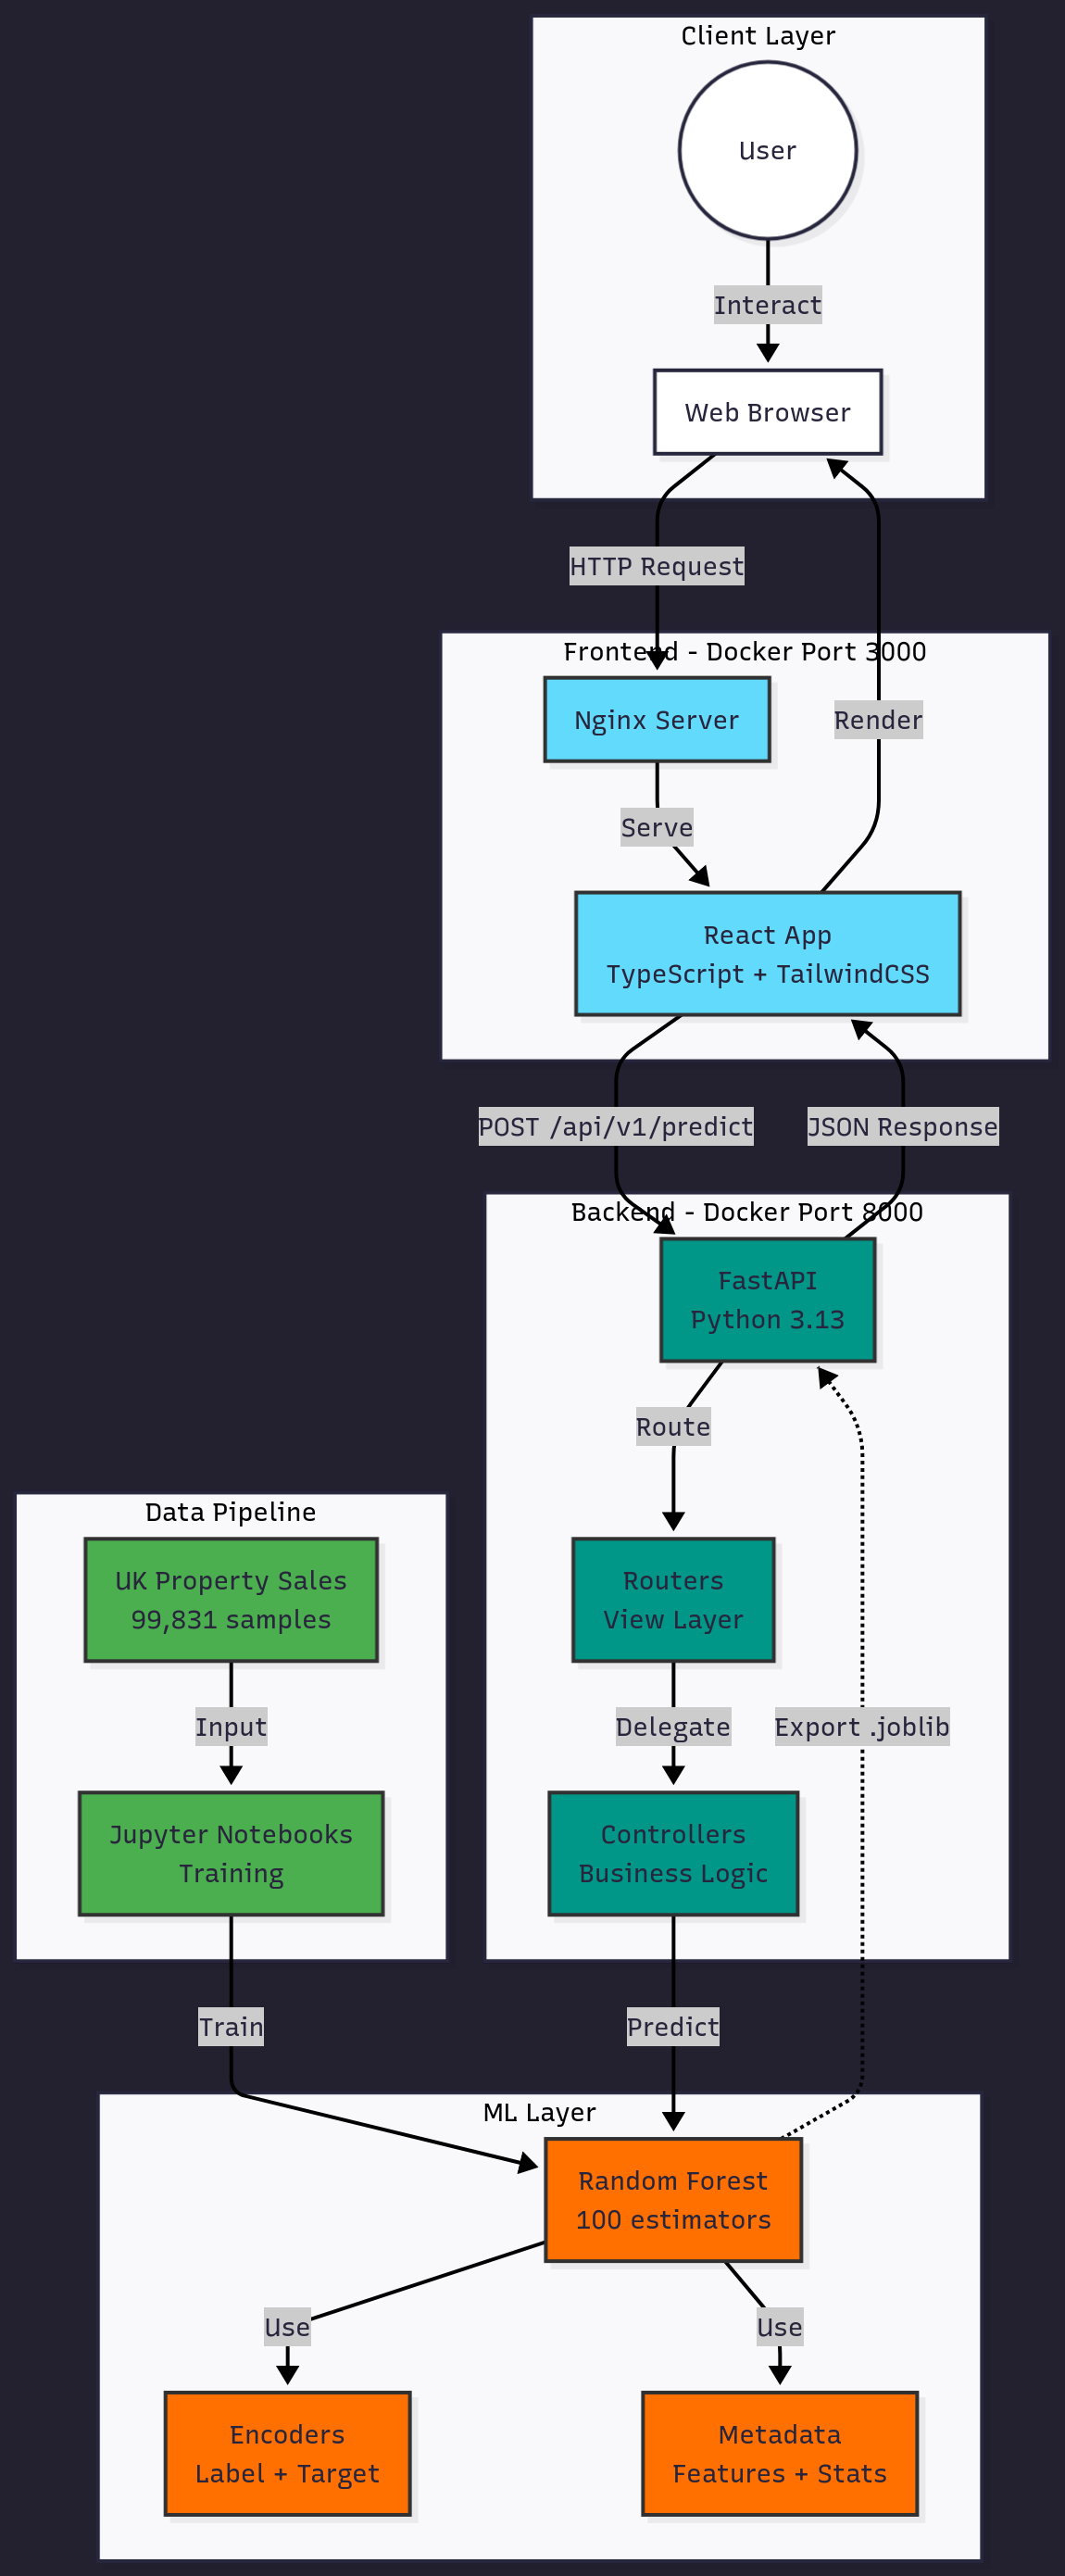 Client Layer
User
Interact
Web Browser
HTTP Request
Frontend - Docker Port 3000
Nginx Server
Render
Serve
React App
TypeScript + TailwindCSS
POST /api/v1/predict
JSON Response
Backend - Docker Port 8000
FastAPI
Python 3.13
Route
Data Pipeline
UK Property Sales
99,831 samples
Routers
View Layer
Input
Delegate
Export .joblib
Jupyter Notebooks
Training
Controllers
Business Logic
Train
Predict
ML Layer
Random Forest
100 estimators
Use
Use
Encoders
Label + Target
Metadata
Features + Stats